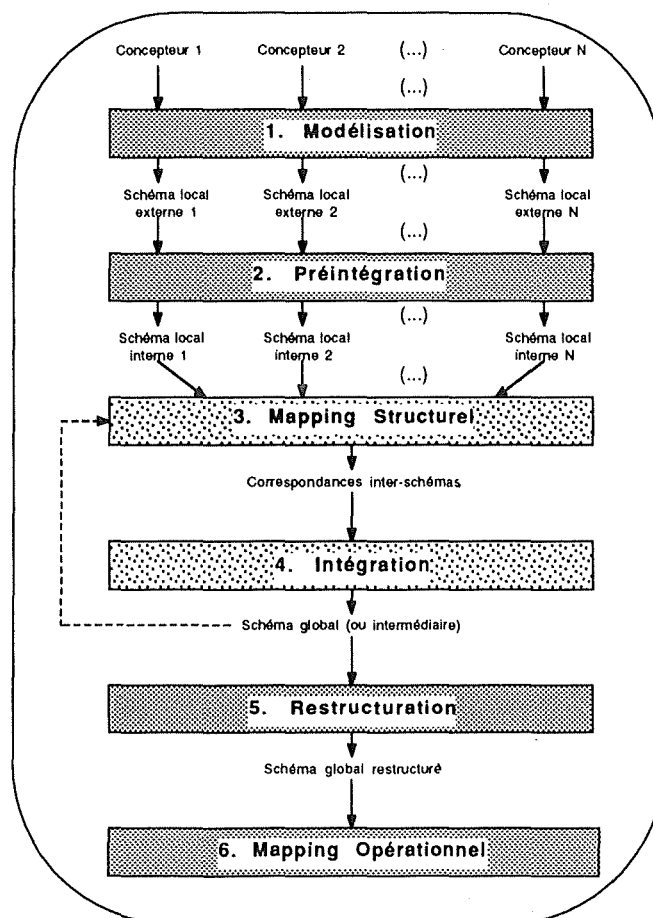 Concepteur 1 Concepteur 2 (...) Concepteur N
(...)
1. Modélisation
(...)
Schéma local externe 1 Schéma local externe 2 Schéma local externe N
(...)
2. Préintégration
(...)
Schéma local interne 1 Schéma local interne 2 Schéma local interne N
(...)
3. Mapping Structurel
Correspondances inter-schémas
4. Intégration
Schéma global (ou intermédiaire)
5. Restructuration
Schéma global restructuré
6. Mapping Opérationnel